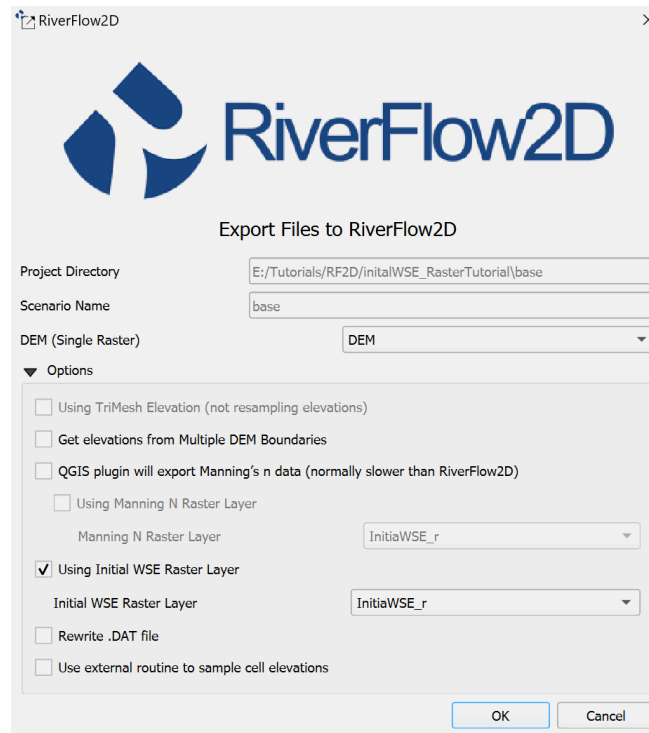 RiverFlow2D
RiverFlow2D
Export Files to RiverFlow2D
Project Directory E:/Tutorials/RF2D/initalWSE_RasterTutorial\base
Scenario Name base
DEM (Single Raster) DEM
Options
Using TriMesh Elevation (not resampling elevations)
Get elevations from Multiple DEM Boundaries
QGIS plugin will export Manning's n data (normally slower than RiverFlow2D)
Using Manning N Raster Layer
Manning N Raster Layer InitiaWSE_r
Using Initial WSE Raster Layer
Initial WSE Raster Layer InitiaWSE_r
Rewrite .DAT file
Use external routine to sample cell elevations
OK Cancel